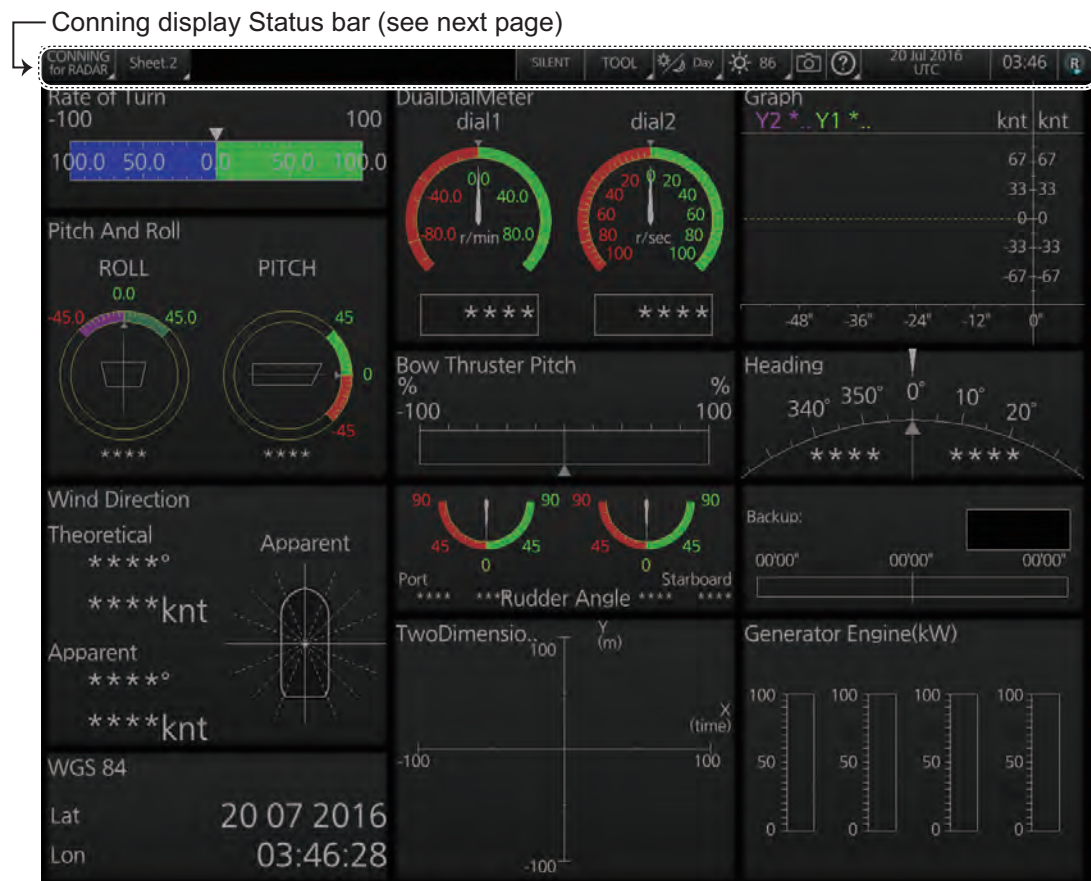 Conning display Status bar (see next page)
CONNING for RADAR Sheet.2 SILENT TOOL Day 86 ? 20 Jul 2016 UTC 03:46 R
Rate of Turn
-100 100
100.0 50.0 0.0 50.0 100.0
Pitch And Roll
ROLL PITCH
0.0
-45.0 45.0 45
0
-45
**** ****
Wind Direction
Theoretical
****°
****knt
Apparent
Apparent
****°
****knt
WGS 84
Lat 20 07 2016
Lon 03:46:28
DualDialMeter
dial1 dial2
0.0
-40.0 40.0
-80.0 r/min 80.0
20 0 20
40 40
60 60
80 r/sec 80
100 100
**** ****
Bow Thruster Pitch
% %
-100 100
90 90 90 90
45 45 45 45
0 0
Port Starboard
**** **** Rudder Angle **** ****
TwoDimensio..
Y
(m)
100
X
(time)
-100 100
-100
Graph
Y2 *.. Y1 *.. knt knt
67 67
33 33
0 0
-33 -33
-67 -67
-48" -36" -24" -12" 0"
Heading
340° 350° 0° 10° 20°
**** ****
Backup:
00'00" 00'00" 00'00"
Generator Engine(kW)
100 100 100 100
50 50 50 50
0 0 0 0